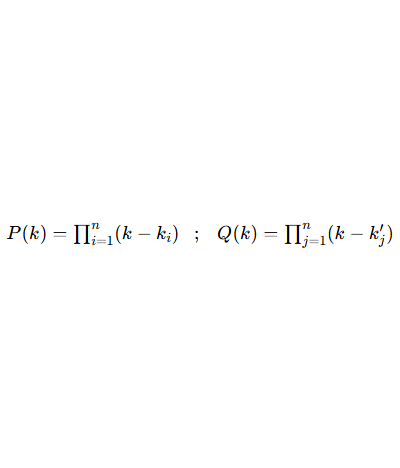 P(k) = ∏_{i=1}^{n}(k − k_i) ; Q(k) = ∏_{j=1}^{n}(k − k′_j)